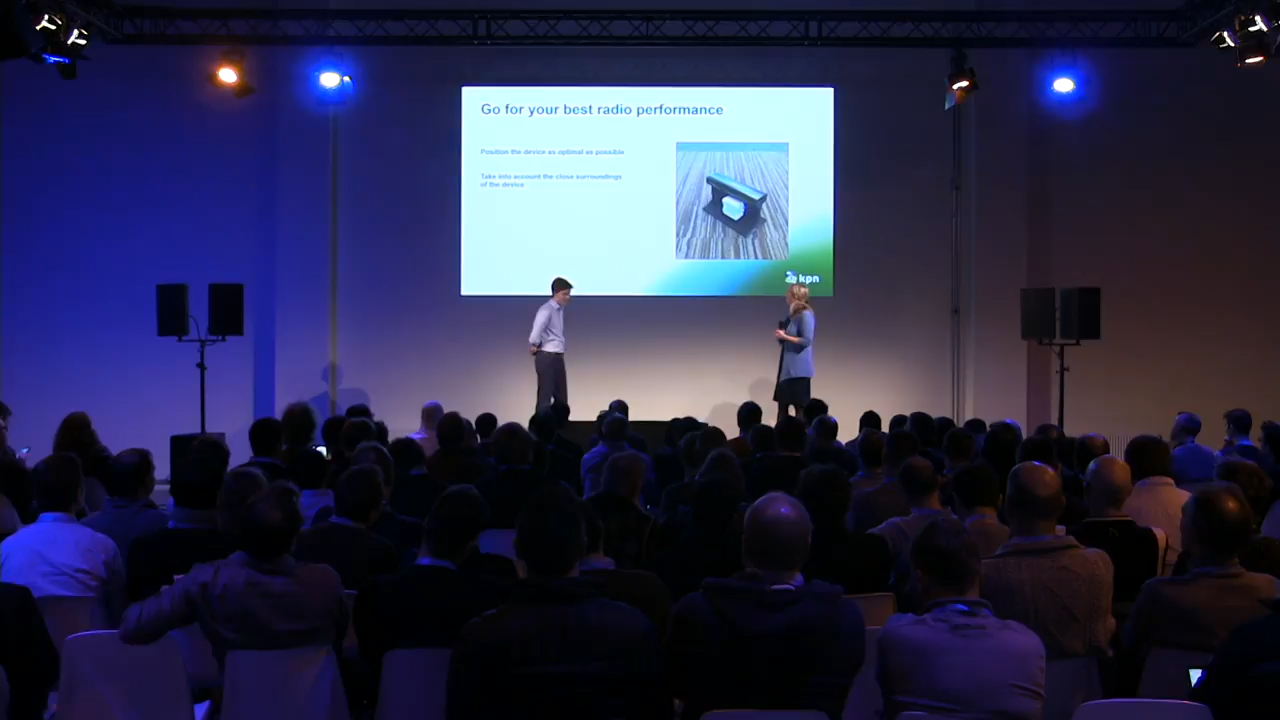 Go for your best radio performance
Position the device as optimal as possible
Take into account the close surroundings
of the device
kpn